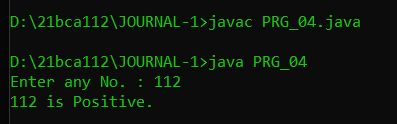 D:\21bca112\JOURNAL-1>javac PRG_04.java
D:\21bca112\JOURNAL-1>java PRG_04
Enter any No. : 112
112 is Positive.